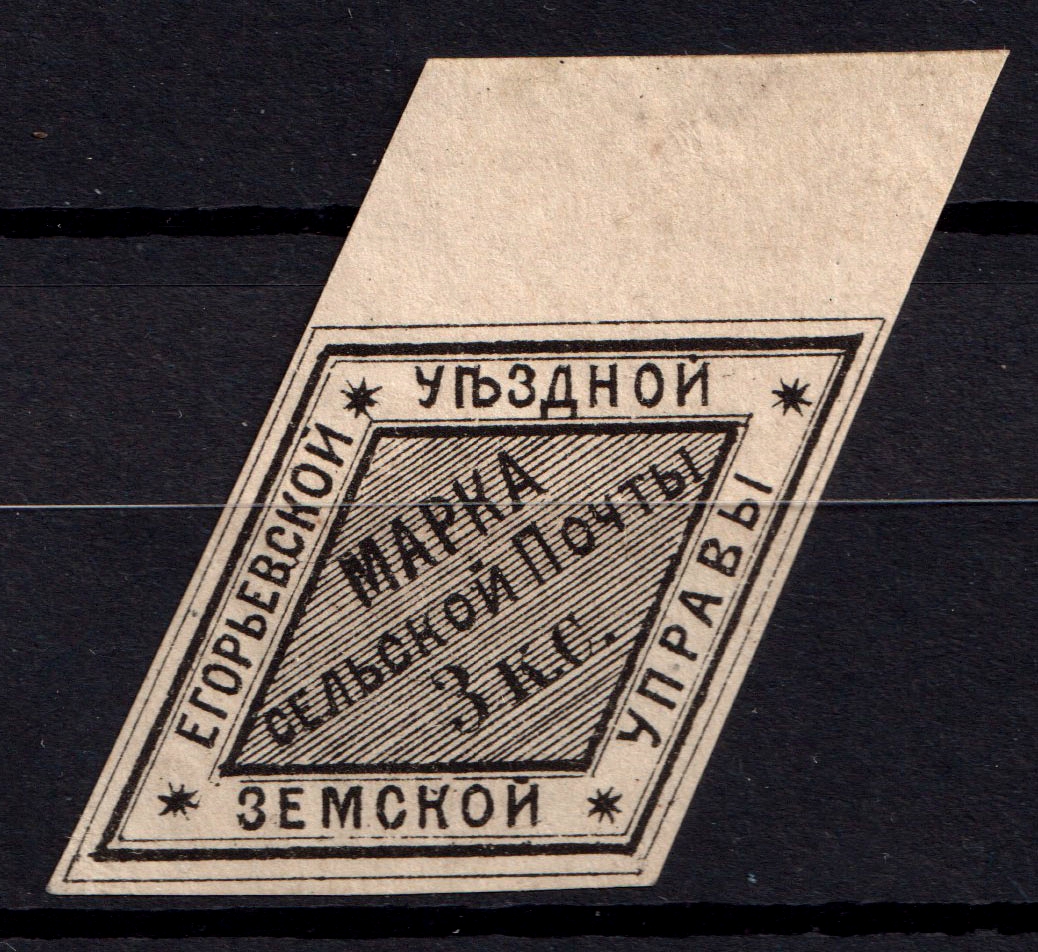 ЕГОРЬЕВСКОЙ
УѢЗДНОЙ
ЗЕМСКОЙ
УПРАВЫ
МАРКА
СЕЛЬСКОЙ ПОЧТЫ
3 К.С.